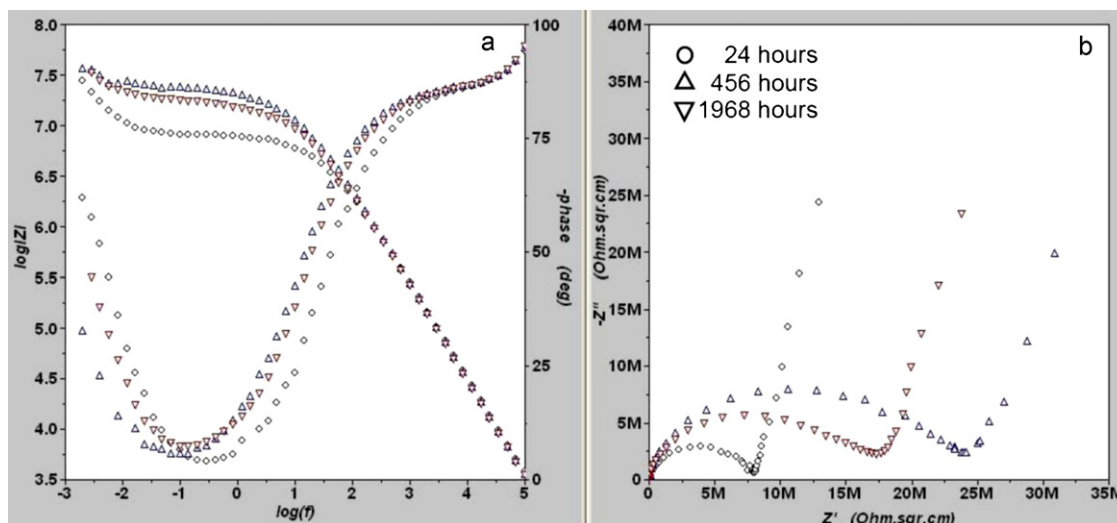 a
8.0
7.5
7.0
6.5
6.0
5.5
5.0
4.5
4.0
3.5
log|Z|
100
75
50
25
0
-phase (deg)
-3 -2 -1 0 1 2 3 4 5
log(f)
b
24 hours
456 hours
1968 hours
40M
35M
30M
25M
20M
15M
10M
5M
0
-Z'' (Ohm.sqr.cm)
0 5M 10M 15M 20M 25M 30M 35M
Z' (Ohm.sqr.cm)